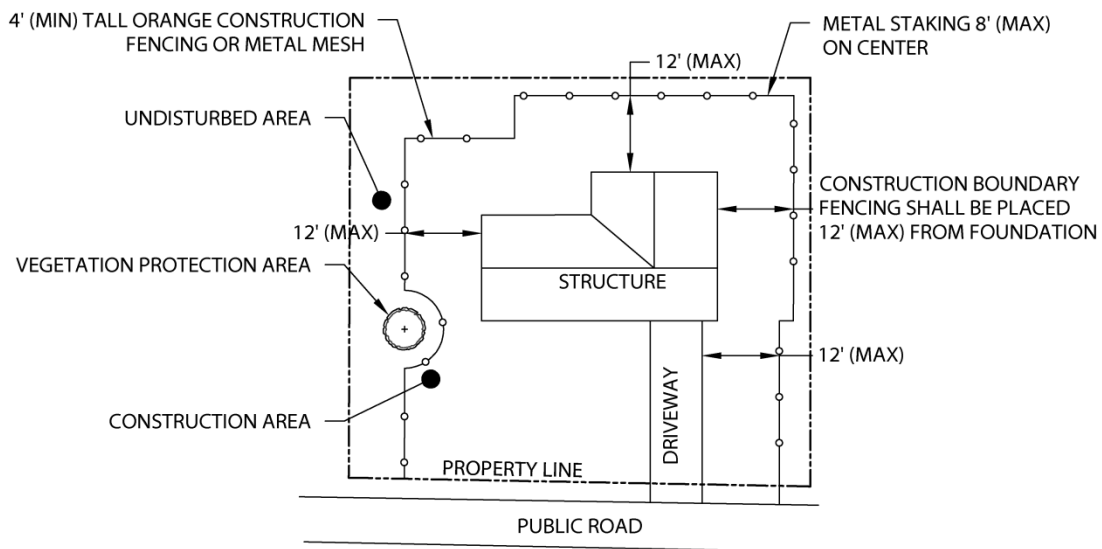 4' (MIN) TALL ORANGE CONSTRUCTION
FENCING OR METAL MESH
METAL STAKING 8' (MAX)
ON CENTER
12' (MAX)
UNDISTURBED AREA
CONSTRUCTION BOUNDARY
FENCING SHALL BE PLACED
12' (MAX) FROM FOUNDATION
12' (MAX)
VEGETATION PROTECTION AREA
STRUCTURE
12' (MAX)
DRIVEWAY
CONSTRUCTION AREA
PROPERTY LINE
PUBLIC ROAD